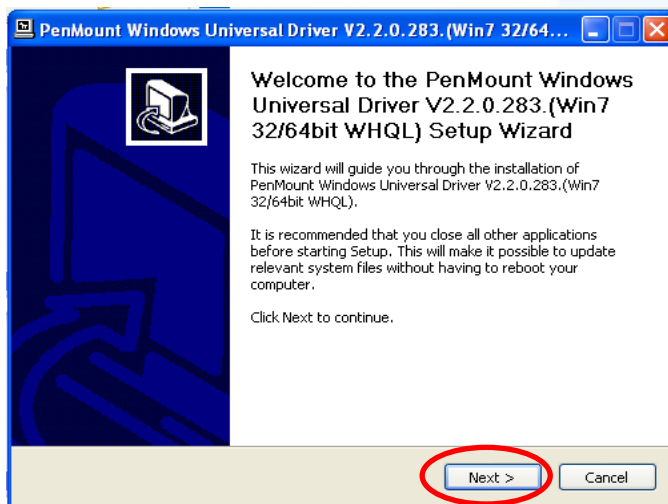 PenMount Windows Universal Driver V2.2.0.283.(Win7 32/64...
Welcome to the PenMount Windows
Universal Driver V2.2.0.283.(Win7
32/64bit WHQL) Setup Wizard
This wizard will guide you through the installation of
PenMount Windows Universal Driver V2.2.0.283.(Win7
32/64bit WHQL).
It is recommended that you close all other applications
before starting Setup. This will make it possible to update
relevant system files without having to reboot your
computer.
Click Next to continue.
Next >
Cancel